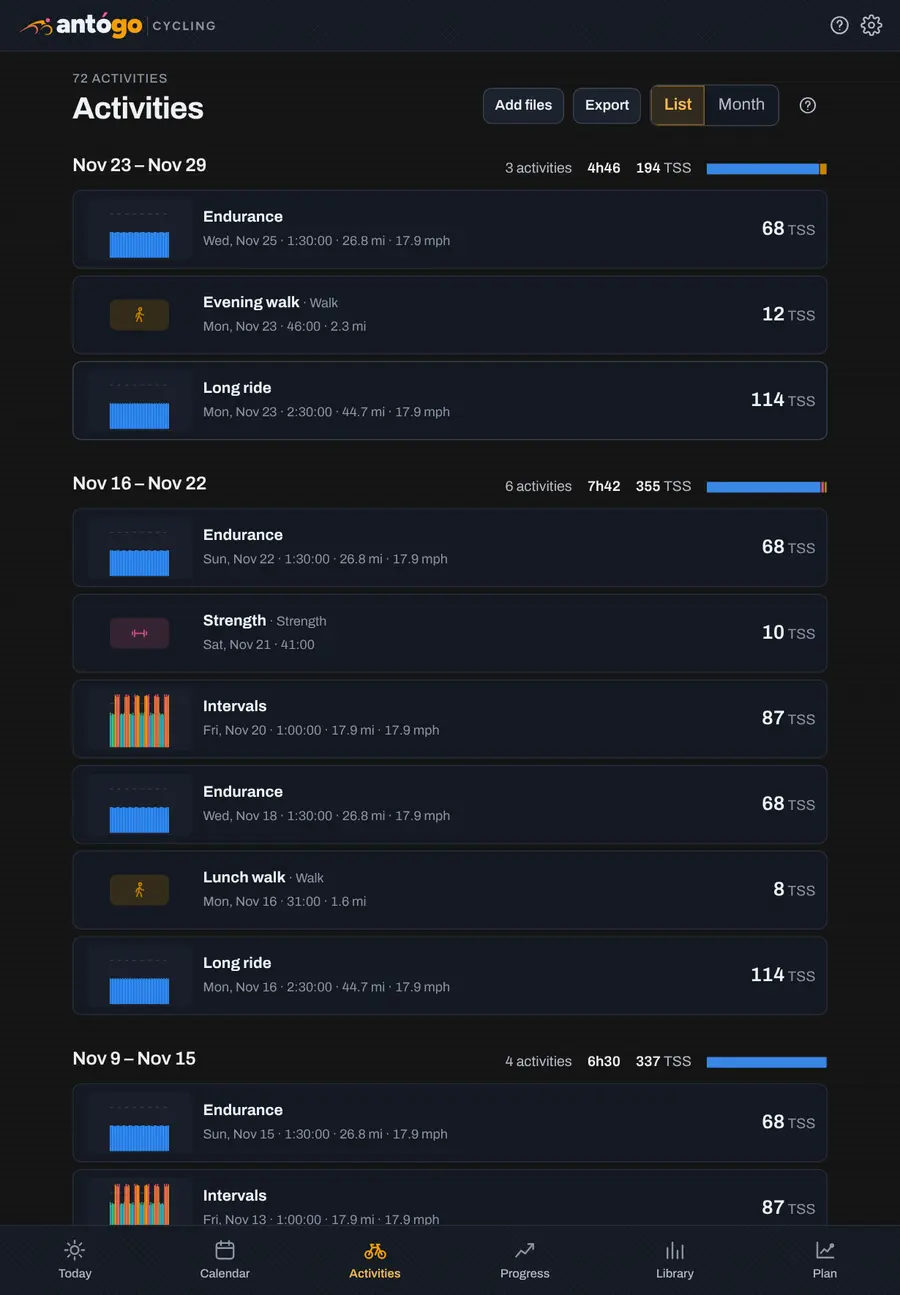 antógo CYCLING
72 ACTIVITIES
Activities
Add files
Export
List
Month
Nov 23 – Nov 29
3 activities 4h46 194 TSS
Endurance
Wed, Nov 25 · 1:30:00 · 26.8 mi · 17.9 mph
68 TSS
Evening walk · Walk
Mon, Nov 23 · 46:00 · 2.3 mi
12 TSS
Long ride
Mon, Nov 23 · 2:30:00 · 44.7 mi · 17.9 mph
114 TSS
Nov 16 – Nov 22
6 activities 7h42 355 TSS
Endurance
Sun, Nov 22 · 1:30:00 · 26.8 mi · 17.9 mph
68 TSS
Strength · Strength
Sat, Nov 21 · 41:00
10 TSS
Intervals
Fri, Nov 20 · 1:00:00 · 17.9 mi · 17.9 mph
87 TSS
Endurance
Wed, Nov 18 · 1:30:00 · 26.8 mi · 17.9 mph
68 TSS
Lunch walk · Walk
Mon, Nov 16 · 31:00 · 1.6 mi
8 TSS
Long ride
Mon, Nov 16 · 2:30:00 · 44.7 mi · 17.9 mph
114 TSS
Nov 9 – Nov 15
4 activities 6h30 337 TSS
Endurance
Sun, Nov 15 · 1:30:00 · 26.8 mi · 17.9 mph
68 TSS
Intervals
Fri, Nov 13 · 1:00:00 · 17.9 mi · 17.9 mph
87 TSS
Today
Calendar
Activities
Progress
Library
Plan